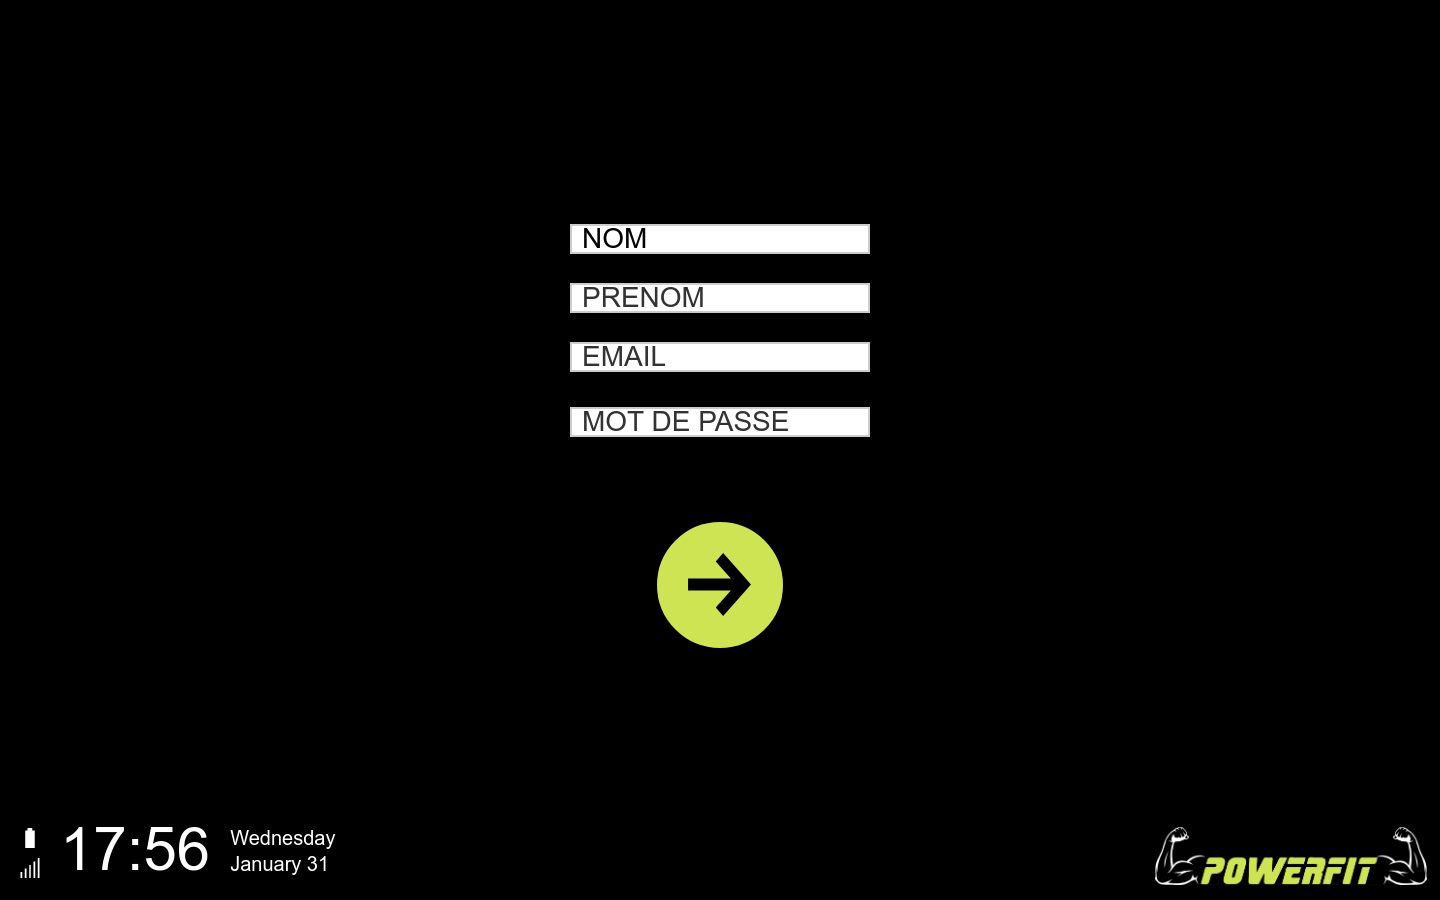 NOM
PRENOM
EMAIL
MOT DE PASSE
17:56
Wednesday
January 31
POWERFIT